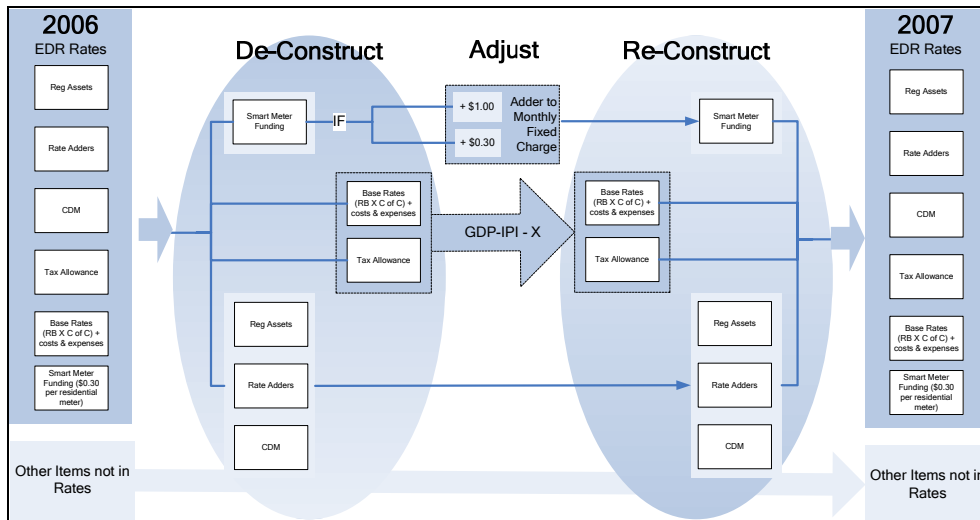 2006
EDR Rates
Reg Assets
Rate Adders
CDM
Tax Allowance
Base Rates
(RB X C of C) +
costs & expenses
Smart Meter
Funding ($0.30
per residential
meter)
Other Items not in
Rates
De-Construct
Smart Meter
Funding
IF
Base Rates
(RB X C of C) +
costs & expenses
Tax Allowance
Reg Assets
Rate Adders
CDM
Adjust
+ $1.00
+ $0.30
Adder to
Monthly
Fixed
Charge
GDP-IPI - X
Re-Construct
Smart Meter
Funding
Base Rates
(RB X C of C) +
costs & expenses
Tax Allowance
Reg Assets
Rate Adders
CDM
2007
EDR Rates
Reg Assets
Rate Adders
CDM
Tax Allowance
Base Rates
(RB X C of C) +
costs & expenses
Smart Meter
Funding ($0.30
per residential
meter)
Other Items not in
Rates